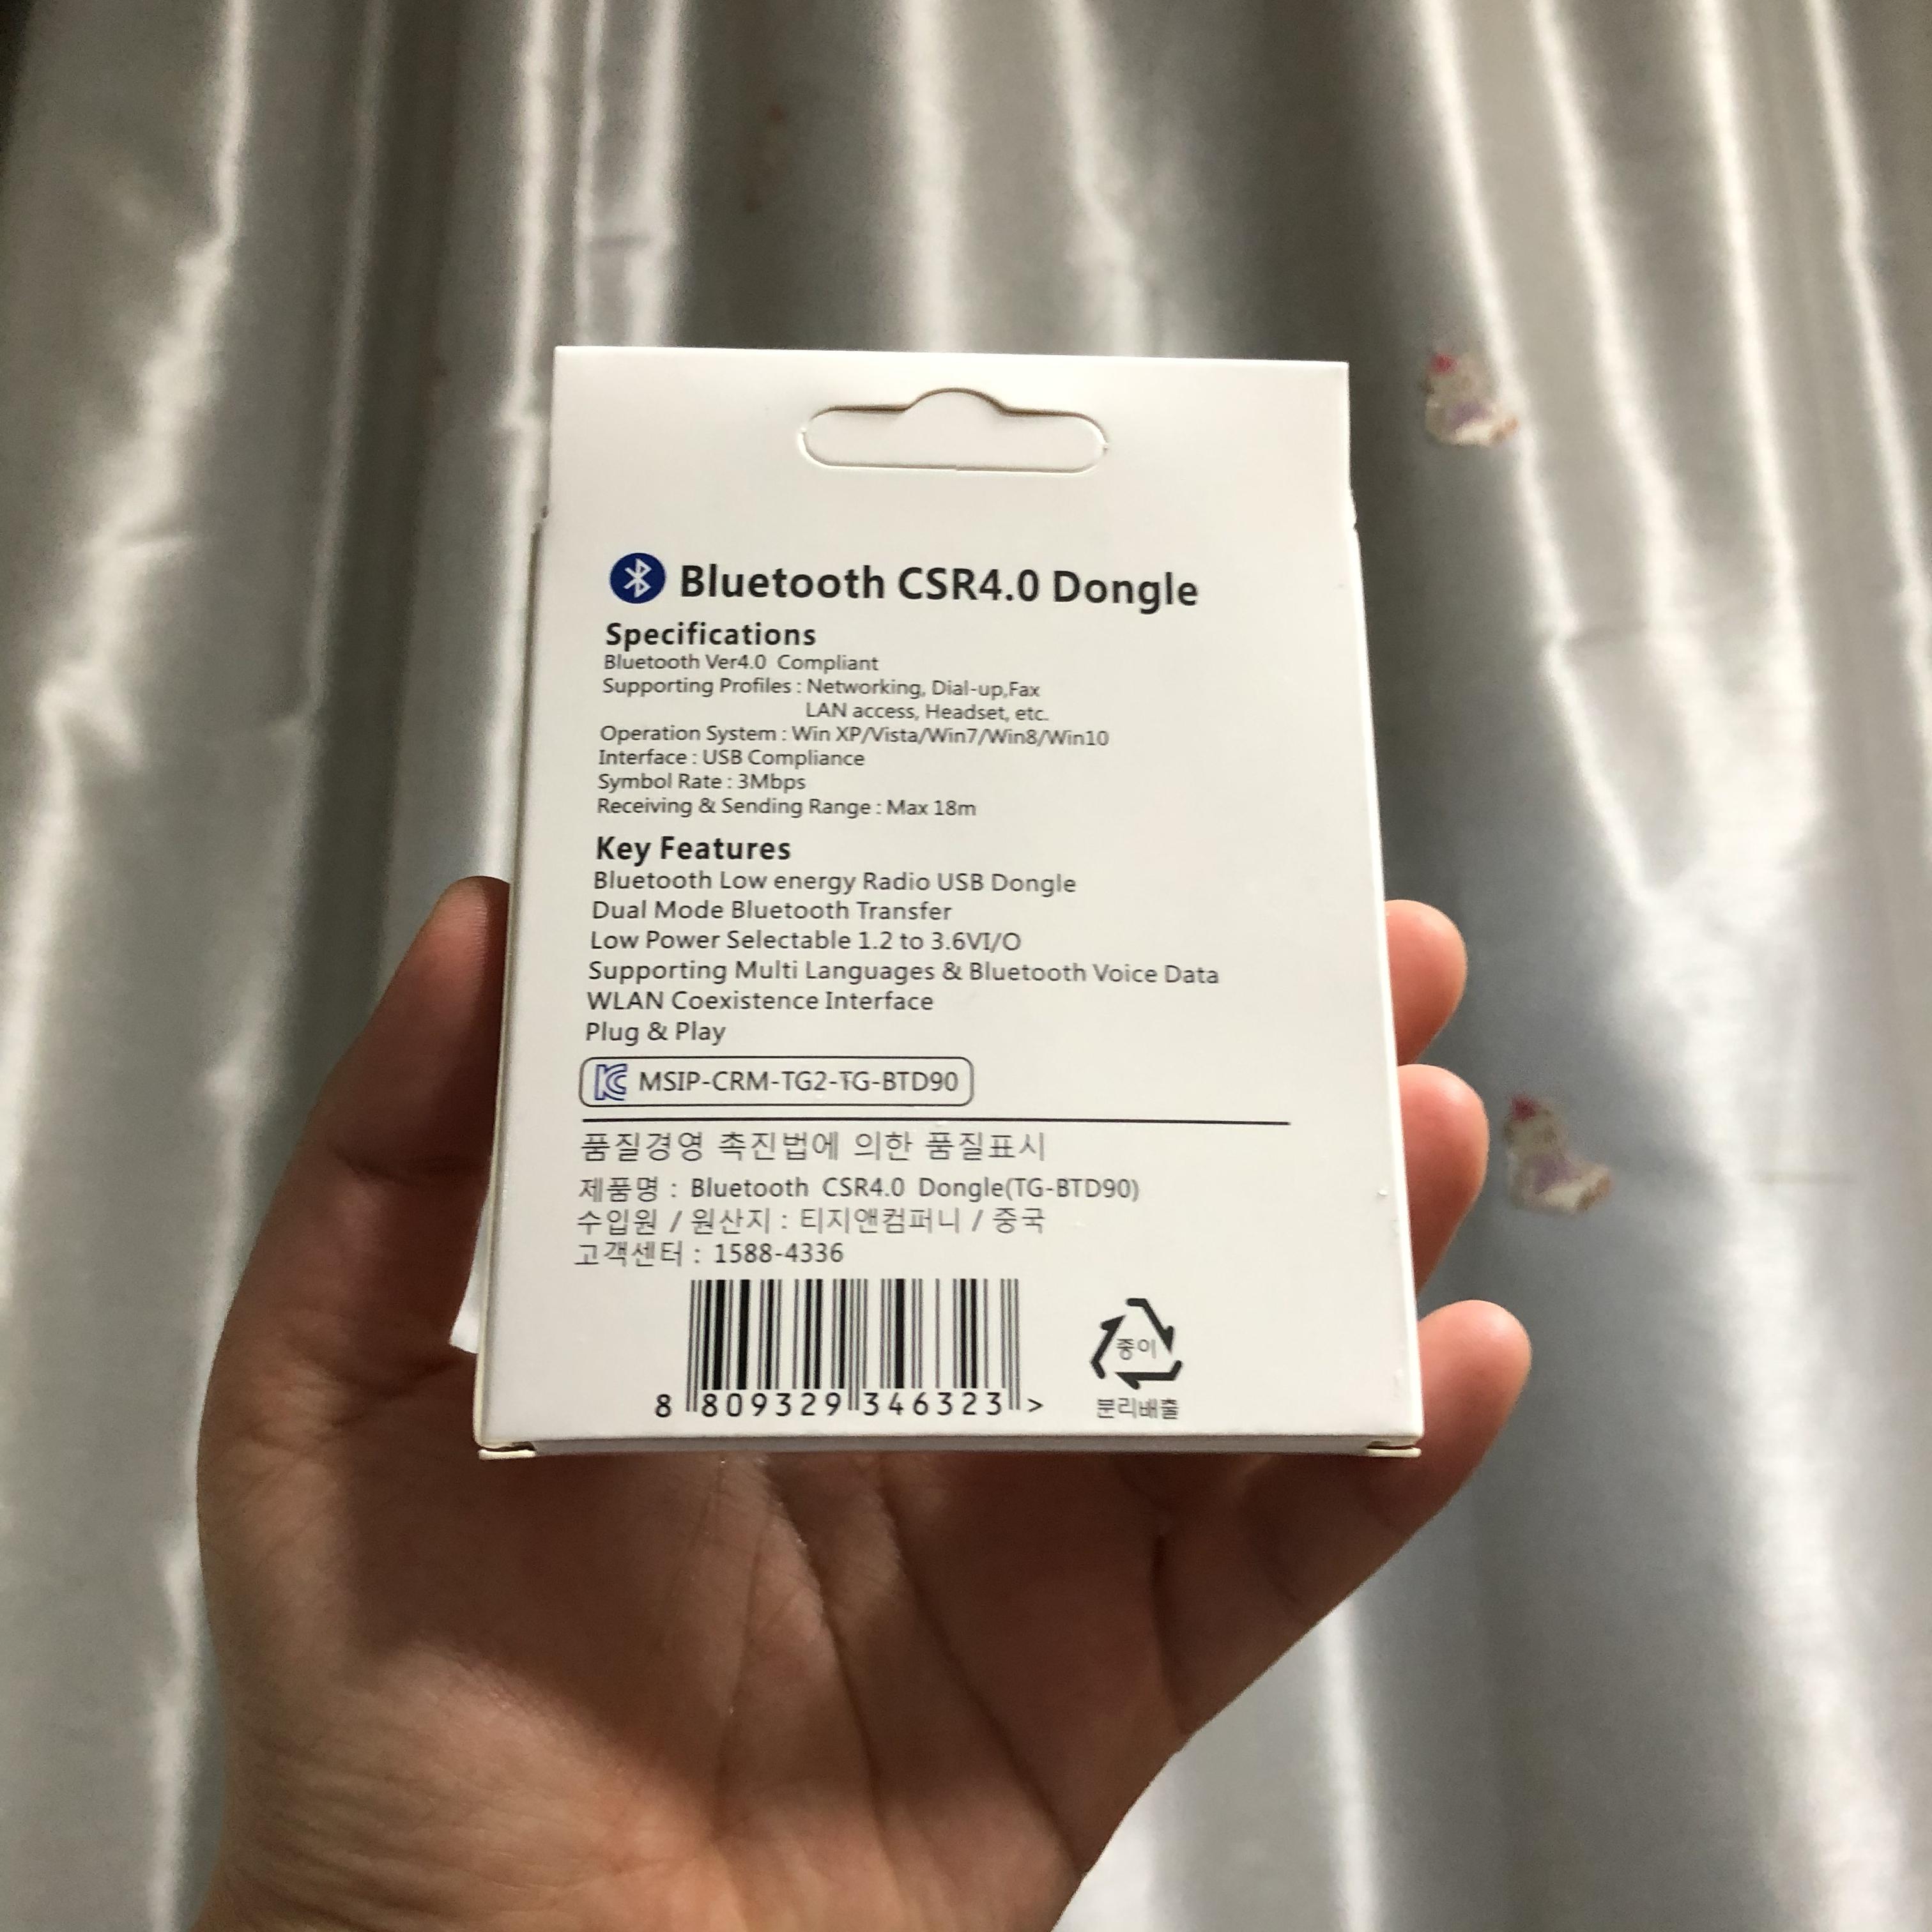 Bluetooth CSR4.0 Dongle
Specifications
Bluetooth Ver4.0 Compliant
Supporting Profiles : Networking, Dial-up,Fax
LAN access, Headset, etc.
Operation System : Win XP/Vista/Win7/Win8/Win10
Interface : USB Compliance
Symbol Rate : 3Mbps
Receiving & Sending Range : Max 18m
Key Features
Bluetooth Low energy Radio USB Dongle
Dual Mode Bluetooth Transfer
Low Power Selectable 1.2 to 3.6VI/O
Supporting Multi Languages & Bluetooth Voice Data
WLAN Coexistence Interface
Plug & Play
MSIP-CRM-TG2-TG-BTD90
품질경영 촉진법에 의한 품질표시
제품명 : Bluetooth CSR4.0 Dongle(TG-BTD90)
수입원 / 원산지 : 티지앤컴퍼니 / 중국
고객센터 : 1588-4336
8 809329 346323 >
종이
분리배출